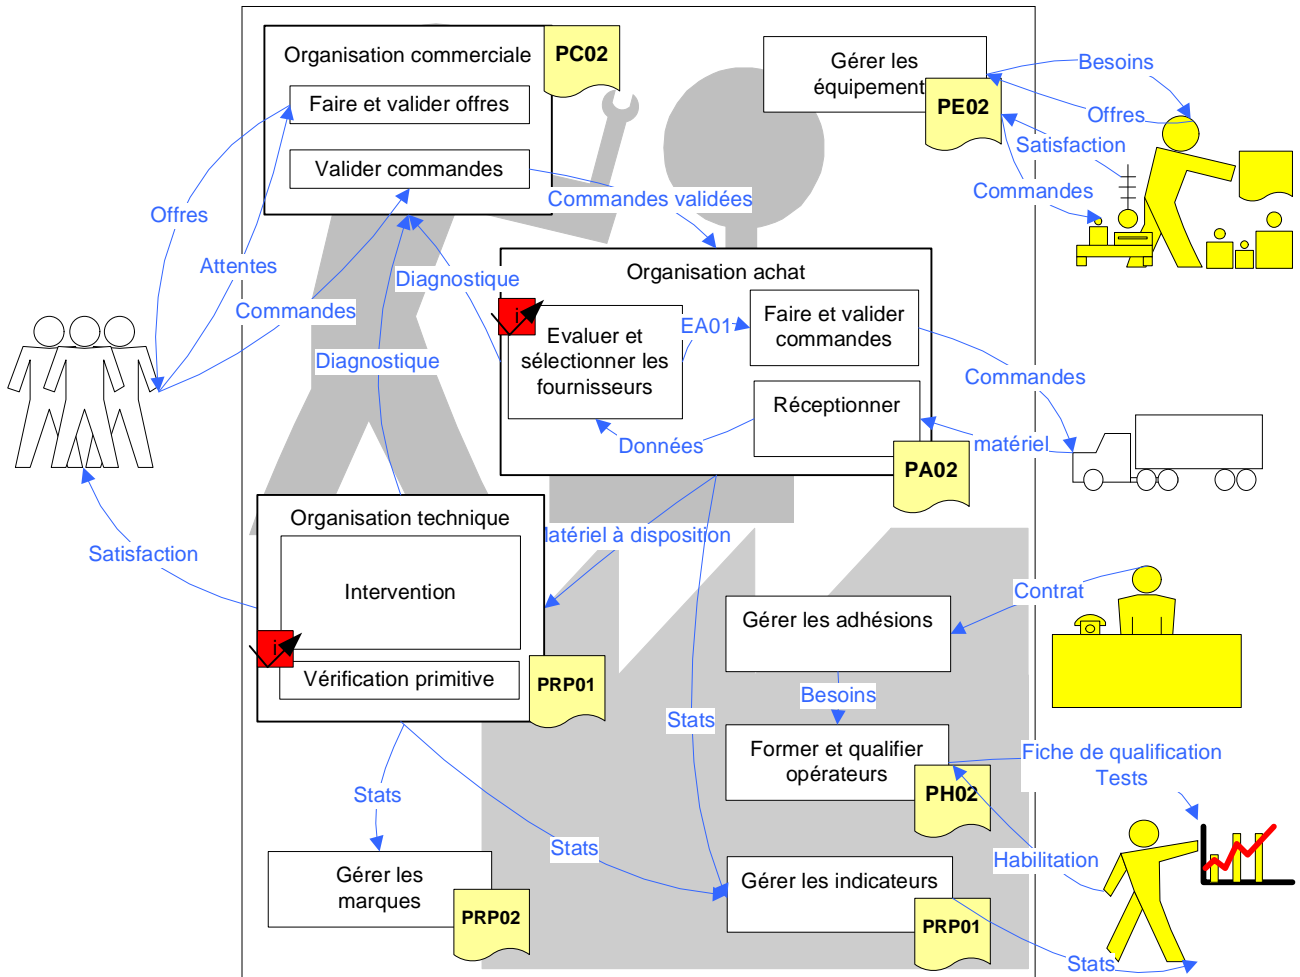 Organisation commerciale
PC02
Faire et valider offres
Valider commandes
Gérer les
équipement
PE02
Besoins
Offres
Satisfaction
Commandes
Commandes validées
Offres
Attentes
Commandes
Diagnostique
Diagnostique
Organisation achat
i
Evaluer et
sélectionner les
fournisseurs
EA01
Faire et valider
commandes
Réceptionner
Données
PA02
Commandes
matériel
Organisation technique
Intervention
i
Vérification primitive
PRP01
Satisfaction
atériel à disposition
Gérer les adhésions
Contrat
Besoins
Stats
Former et qualifier
opérateurs
PH02
Fiche de qualification
Tests
Habilitation
Stats
Stats
Gérer les
marques
PRP02
Gérer les indicateurs
PRP01
Stats